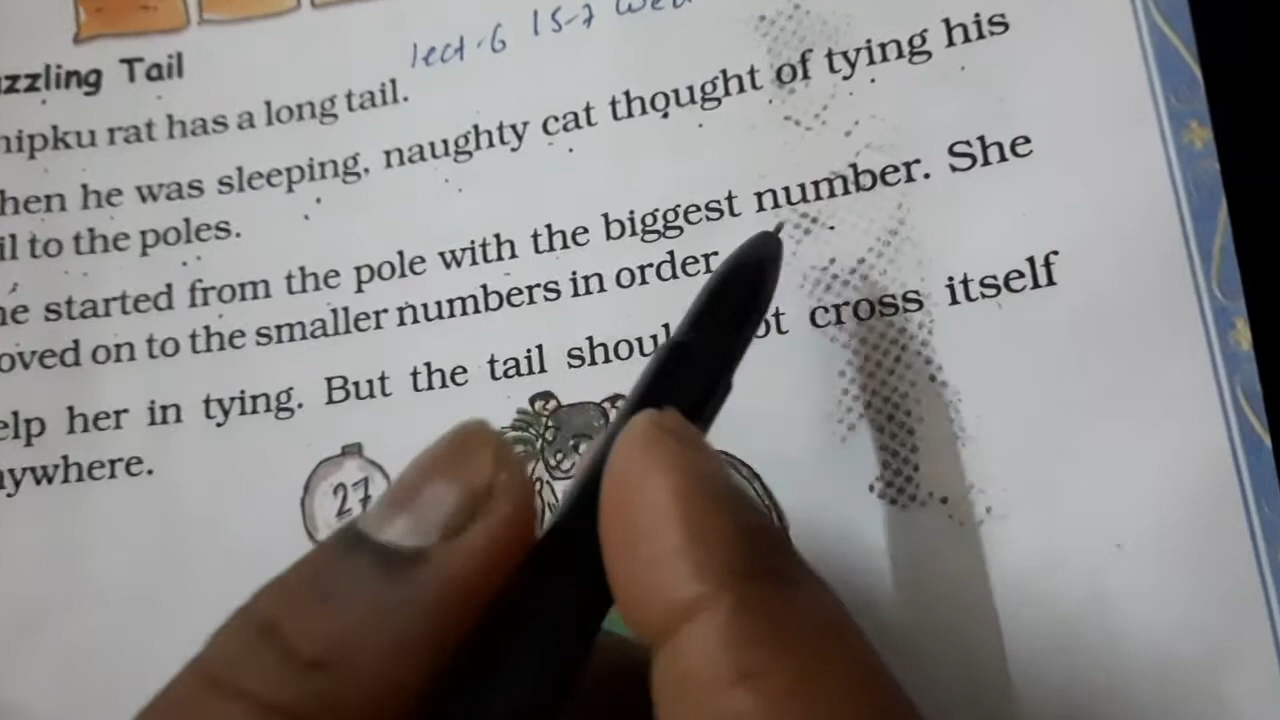 zzling Tail
lect-6 15-7 wed
hipku rat has a long tail.
hen he was sleeping, naughty cat thought of tying his
il to the poles.
he started from the pole with the biggest number. She
oved on to the smaller numbers in order
elp her in tying. But the tail shoul ot cross itself
nywhere.
27